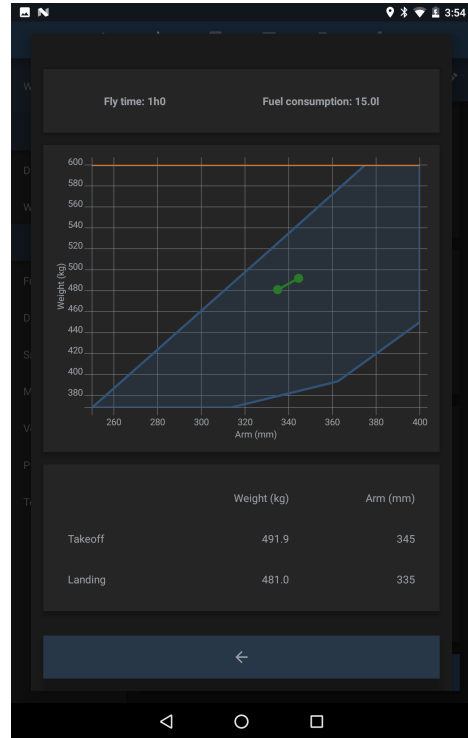 3:54
Fly time: 1h0 Fuel consumption: 15.0l
600
580
560
540
520
500
480
460
440
420
400
380
Weight (kg)
260 280 300 320 340 360 380 400
Arm (mm)
Weight (kg) Arm (mm)
Takeoff 491.9 345
Landing 481.0 335